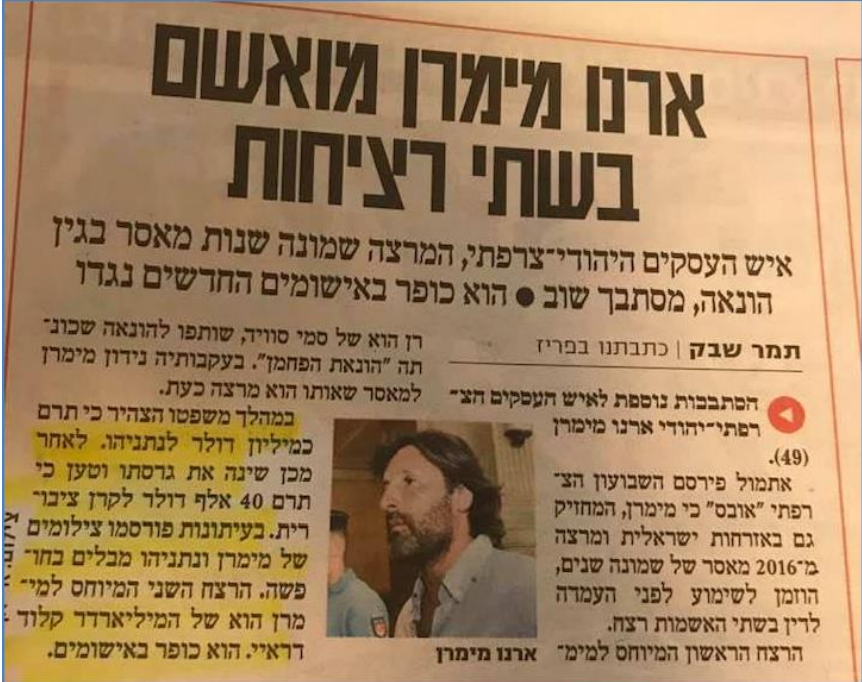 ארנו מימרן מואשם
בשתי רציחות
איש העסקים היהודי־צרפתי, המרצה שמונה שנות מאסר בגין
הונאה, מסתבך שוב ● הוא כופר באישומים החדשים נגדו
תמר שבק | כתבתנו בפריז
הסתבכות נוספת לאיש העסקים הצ־
רפתי־יהודי ארנו מימרן
(49).
אתמול פירסם השבועון הצ־
רפתי "אובס" כי מימרן, המחזיק
גם באזרחות ישראלית ומרצה
מ־2016 מאסר של שמונה שנים,
הוזמן לשימוע לפני העמדה
לדין בשתי האשמות רצח.
הרצח הראשון המיוחס למימ־
רן הוא של סמי סוויד, שותפו להונאה שכונ־
תה "הונאת הפחמן". בעקבותיה נידון מימרן
למאסר שאותו הוא מרצה כעת.
במהלך משפטו הצהיר כי תרם
כמיליון דולר לנתניהו. לאחר
מכן שינה את גרסתו וטען כי
תרם 40 אלף דולר לקרן ציבו־
רית. בעיתונות פורסמו צילומים
של מימרן ונתניהו מבלים בחו־
פשה. הרצח השני המיוחס למי־
מרן הוא של המיליארדר קלוד
דראיי. הוא כופר באישומים.
ארנו מימרן